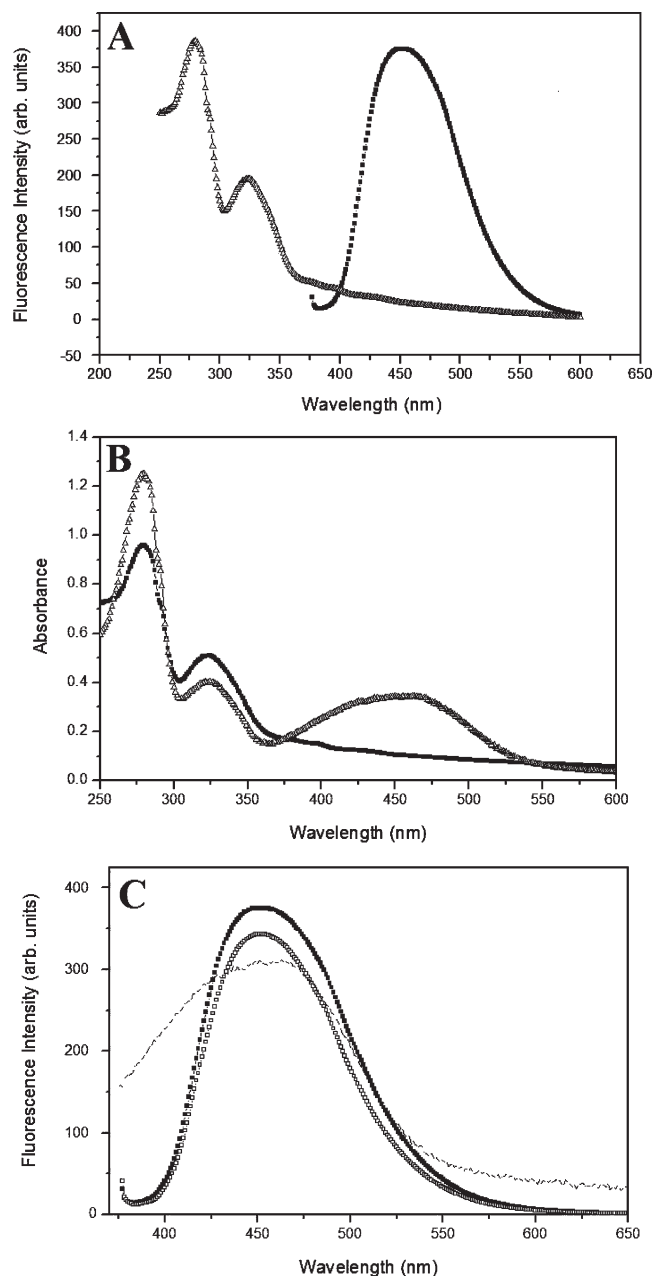 A
Fluorescence Intensity (arb. units)
400
350
300
250
200
150
100
50
0
-50
200 250 300 350 400 450 500 550 600 650
Wavelength (nm)
B
Absorbance
1.4
1.2
1.0
0.8
0.6
0.4
0.2
0.0
250 300 350 400 450 500 550 600
Wavelength (nm)
C
Fluorescence Intensity (arb. units)
400
300
200
100
0
400 450 500 550 600 650
Wavelength (nm)